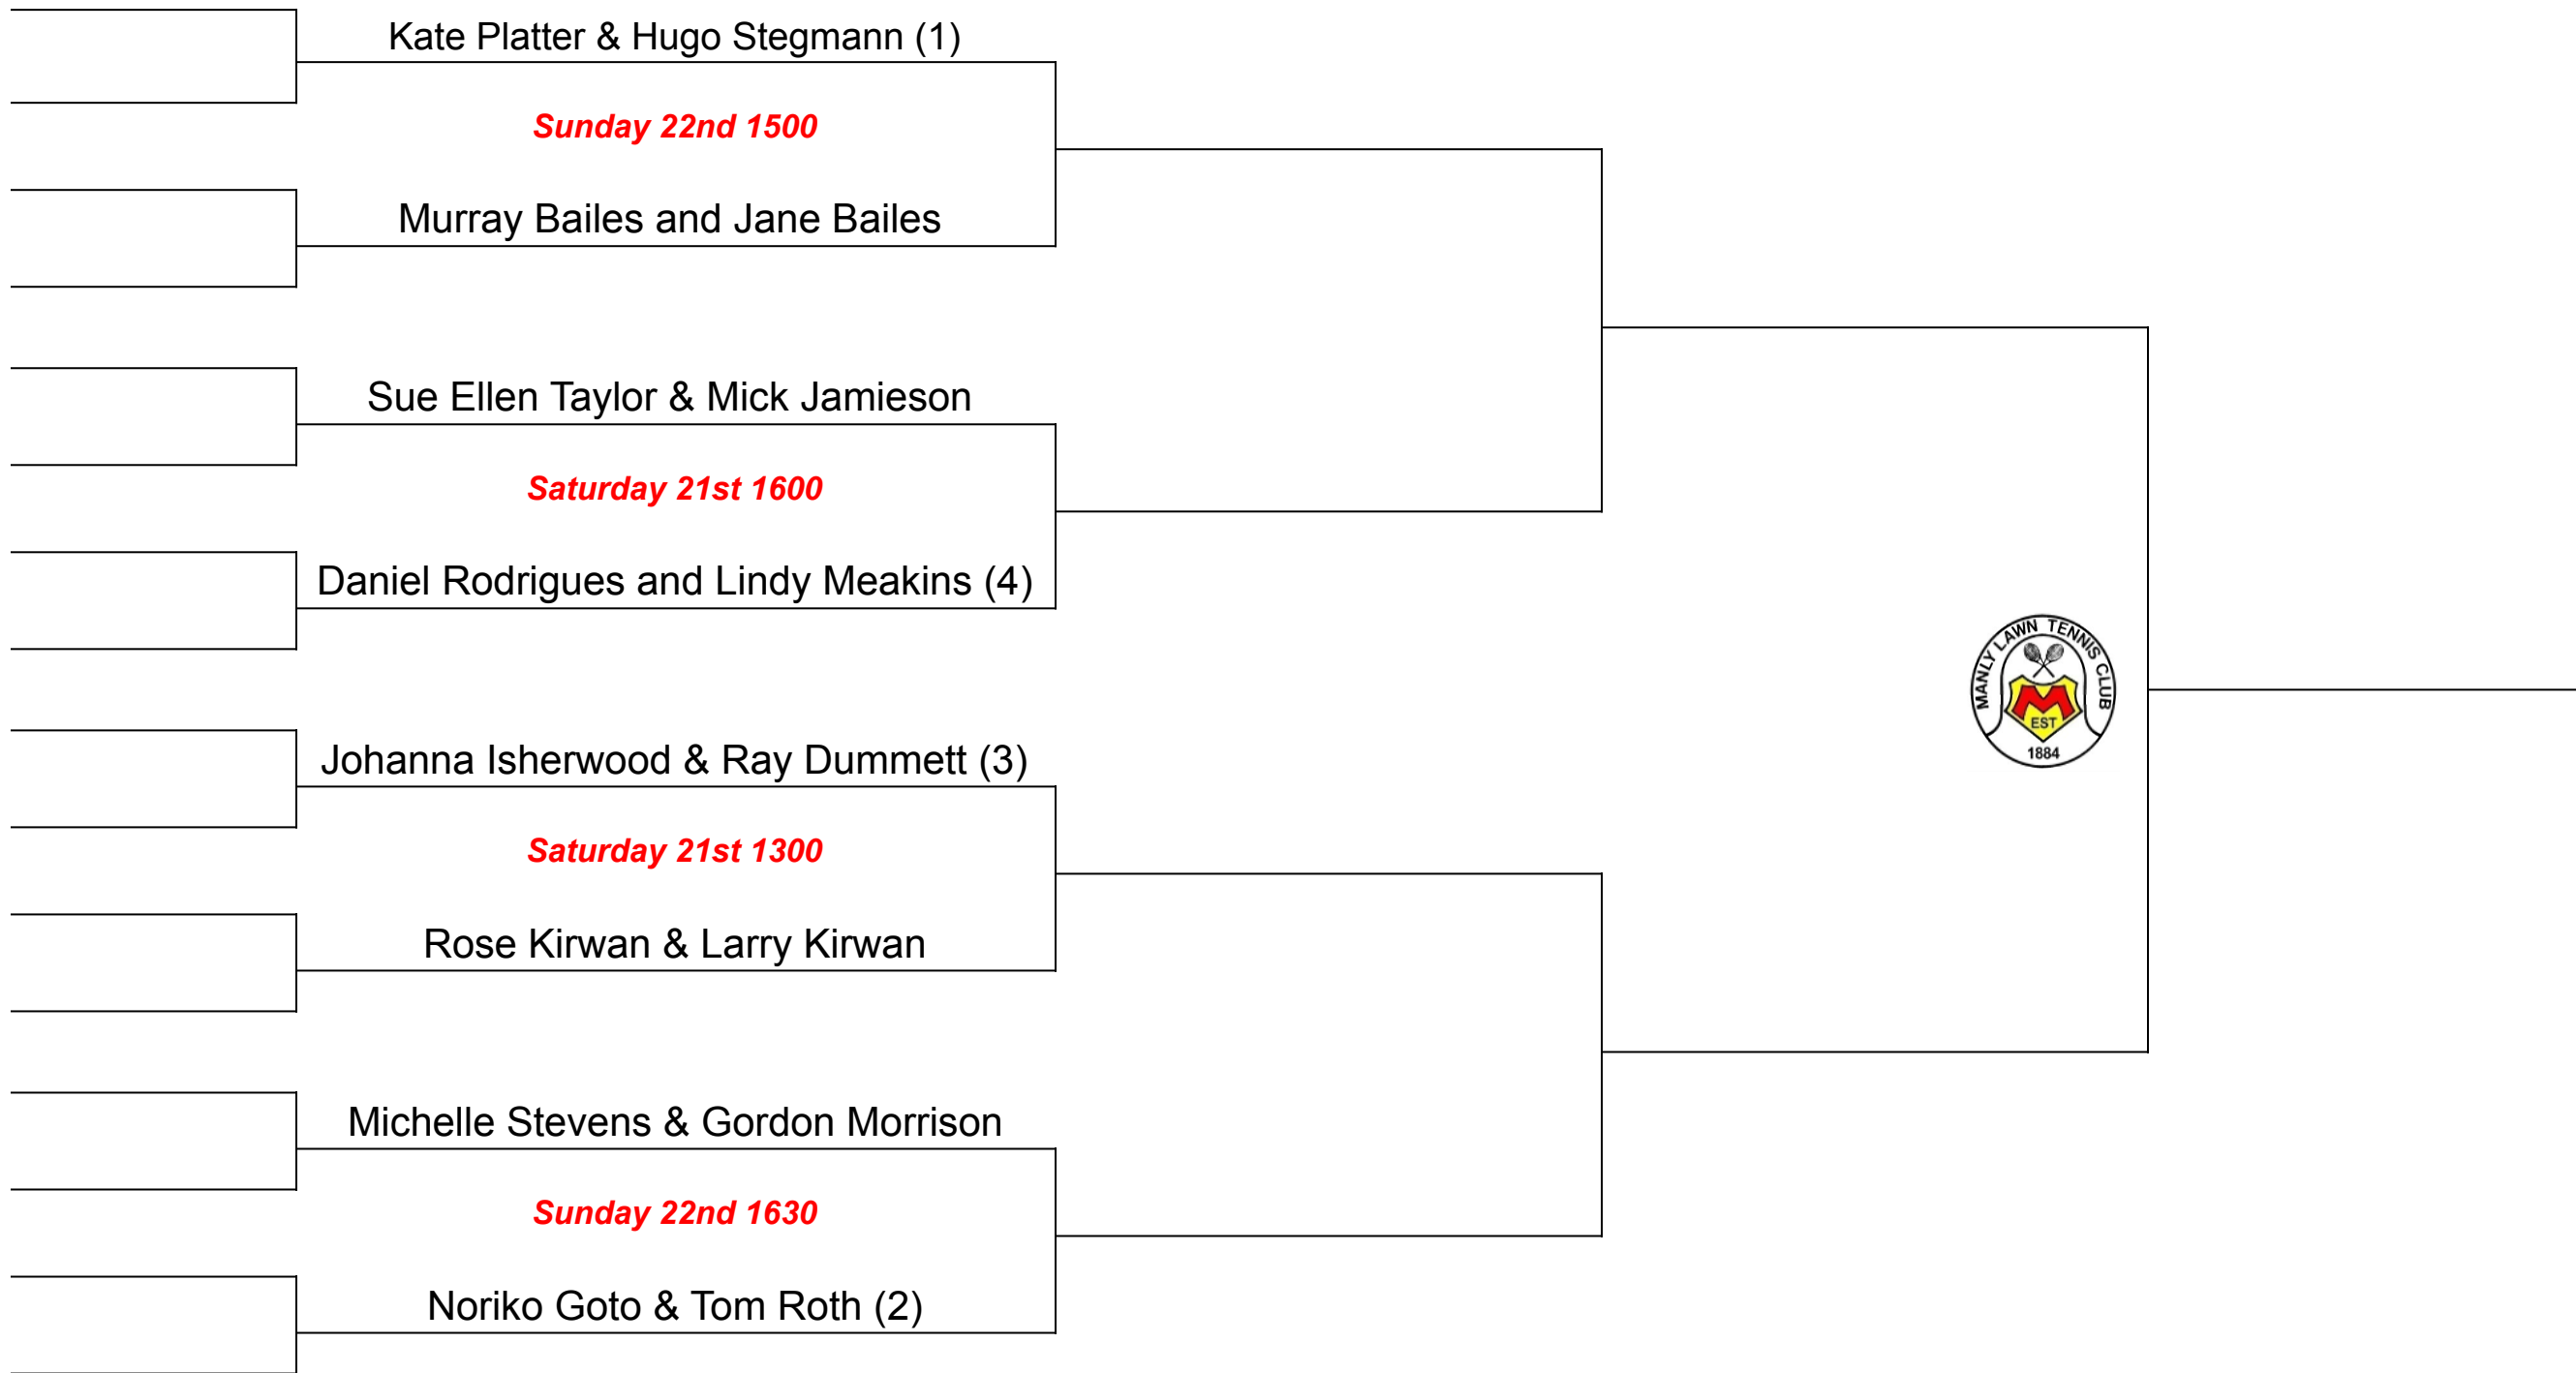 Kate Platter & Hugo Stegmann (1)
Sunday 22nd 1500
Murray Bailes and Jane Bailes
Sue Ellen Taylor & Mick Jamieson
Saturday 21st 1600
Daniel Rodrigues and Lindy Meakins (4)
MANLY LAWN TENNIS CLUB
M
EST
1884
Johanna Isherwood & Ray Dummett (3)
Saturday 21st 1300
Rose Kirwan & Larry Kirwan
Michelle Stevens & Gordon Morrison
Sunday 22nd 1630
Noriko Goto & Tom Roth (2)